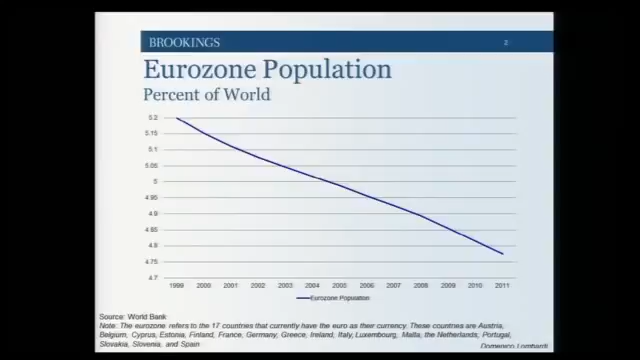 BROOKINGS
2
Eurozone Population
Percent of World
5.2
5.15
5.1
5.05
5
4.95
4.9
4.85
4.8
4.75
4.7
1999 2000 2001 2002 2003 2004 2005 2006 2007 2008 2009 2010 2011
Eurozone Population
Source: World Bank
Note: The eurozone refers to the 17 countries that currently have the euro as their currency. These countries are Austria,
Belgium, Cyprus, Estonia, Finland, France, Germany, Greece, Ireland, Italy, Luxembourg, Malta, the Netherlands, Portugal,
Slovakia, Slovenia, and Spain
Domenico Lombardi